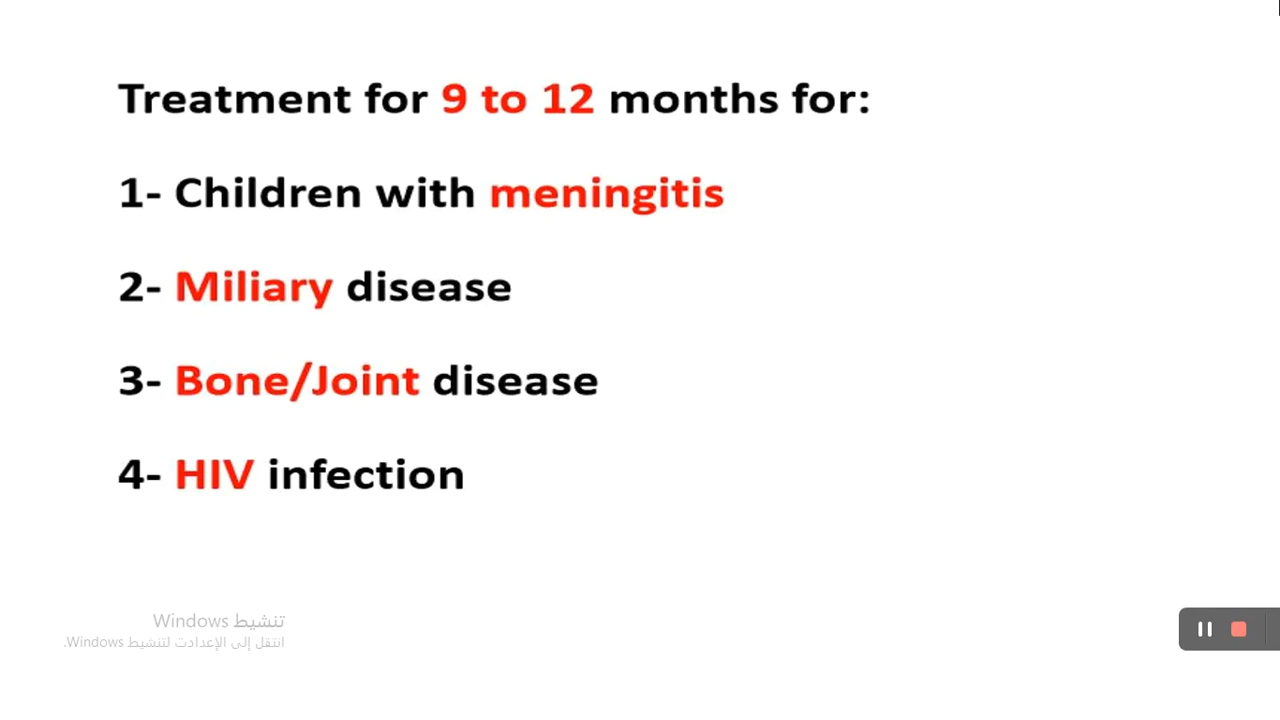 Treatment for 9 to 12 months for:
1- Children with meningitis
2- Miliary disease
3- Bone/Joint disease
4- HIV infection
تنشيط Windows
انتقل إلى الإعدادت لتنشيط Windows.